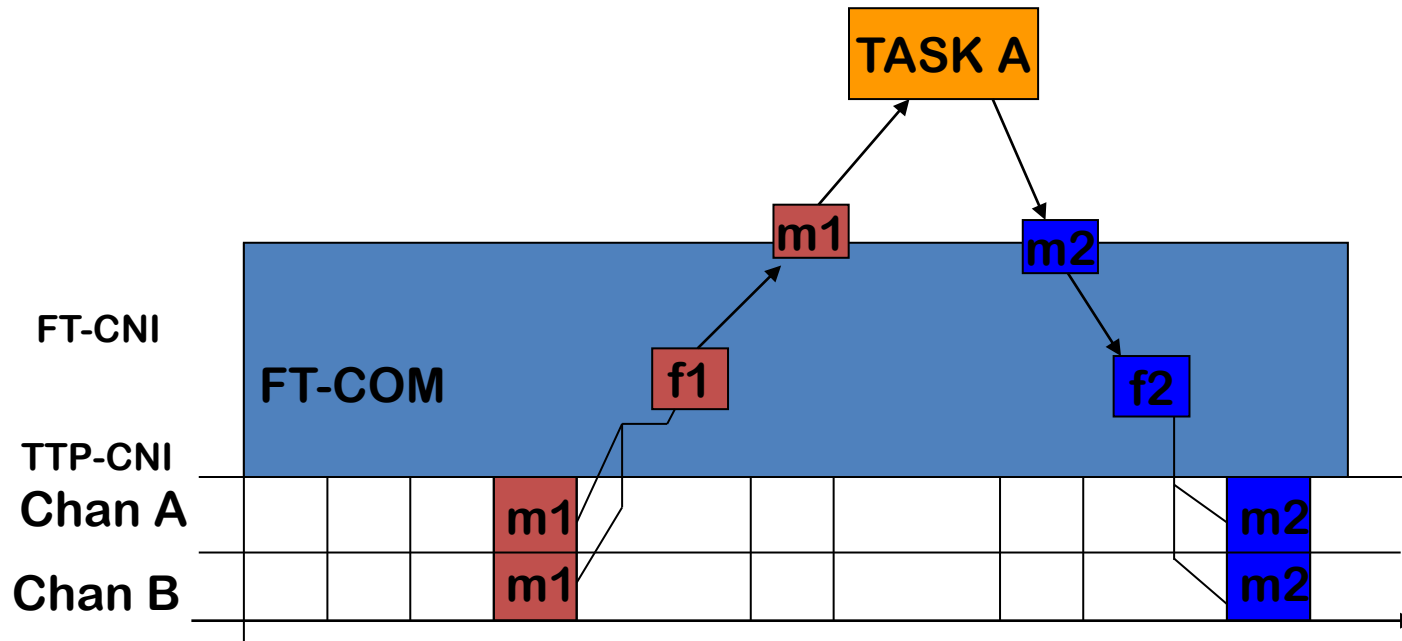 TASK A
m1
m2
FT-CNI
f1
f2
FT-COM
TTP-CNI
Chan A
m1
m2
Chan B
m1
m2